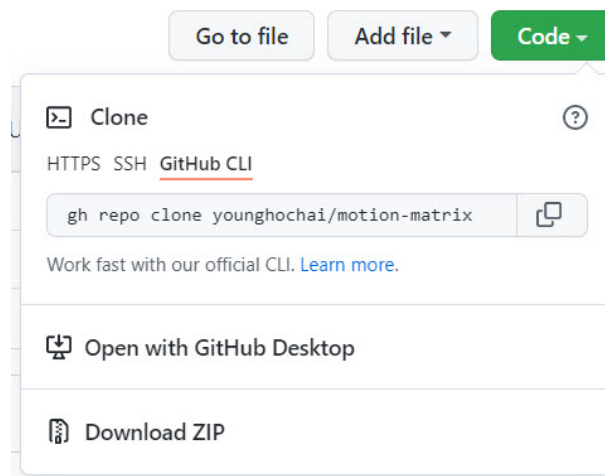 Go to file Add file Code
Clone
HTTPS SSH GitHub CLI
gh repo clone younghochai/motion-matrix
Work fast with our official CLI. Learn more.
Open with GitHub Desktop
Download ZIP